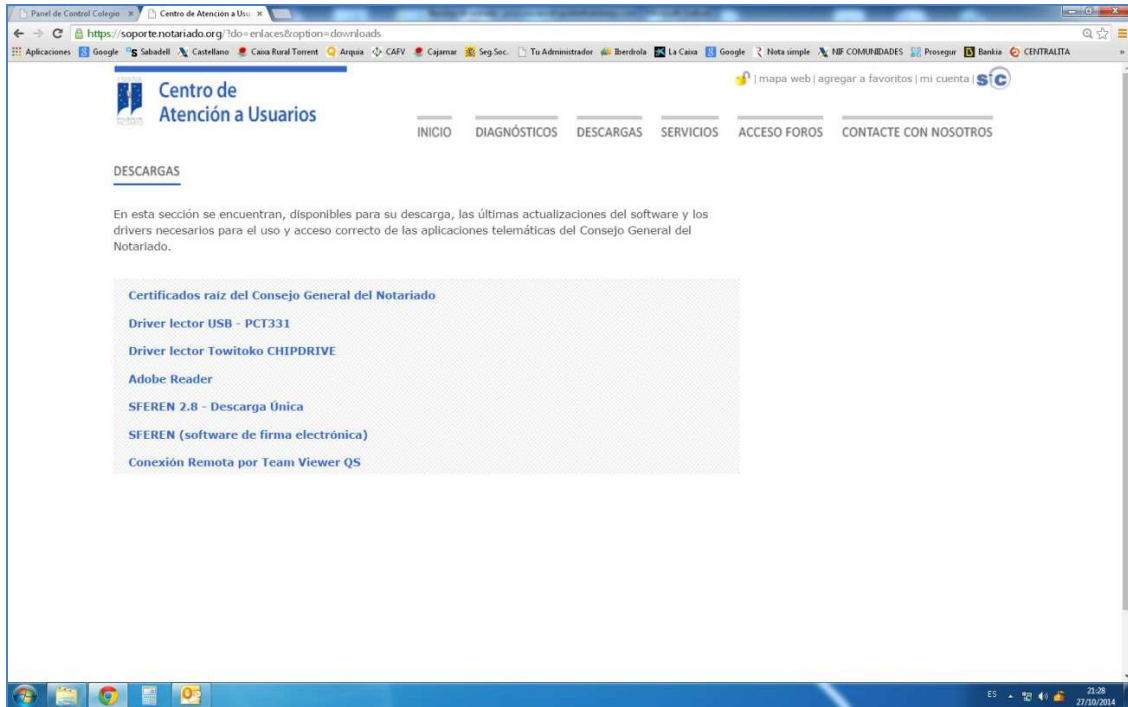 Panel de Control Colegio
Centro de Atención a Usu
https://soporte.notariado.org/?do=enlaces&option=downloads
Aplicaciones Google Sabadell Castellano Caixa Rural Torrent Arquia CAFV Cajamar Seg.Soc. Tu Administrador Iberdrola La Caixa Google Nota simple NIF COMUNIDADES Prosegur Bankia CENTRALITA
Centro de
Atención a Usuarios
| mapa web | agregar a favoritos | mi cuenta | sic
INICIO DIAGNÓSTICOS DESCARGAS SERVICIOS ACCESO FOROS CONTACTE CON NOSOTROS
DESCARGAS
En esta sección se encuentran, disponibles para su descarga, las últimas actualizaciones del software y los
drivers necesarios para el uso y acceso correcto de las aplicaciones telemáticas del Consejo General del
Notariado.
Certificados raíz del Consejo General del Notariado
Driver lector USB - PCT331
Driver lector Towitoko CHIPDRIVE
Adobe Reader
SFEREN 2.8 - Descarga Única
SFEREN (software de firma electrónica)
Conexión Remota por Team Viewer QS
ES
21:28
27/10/2014